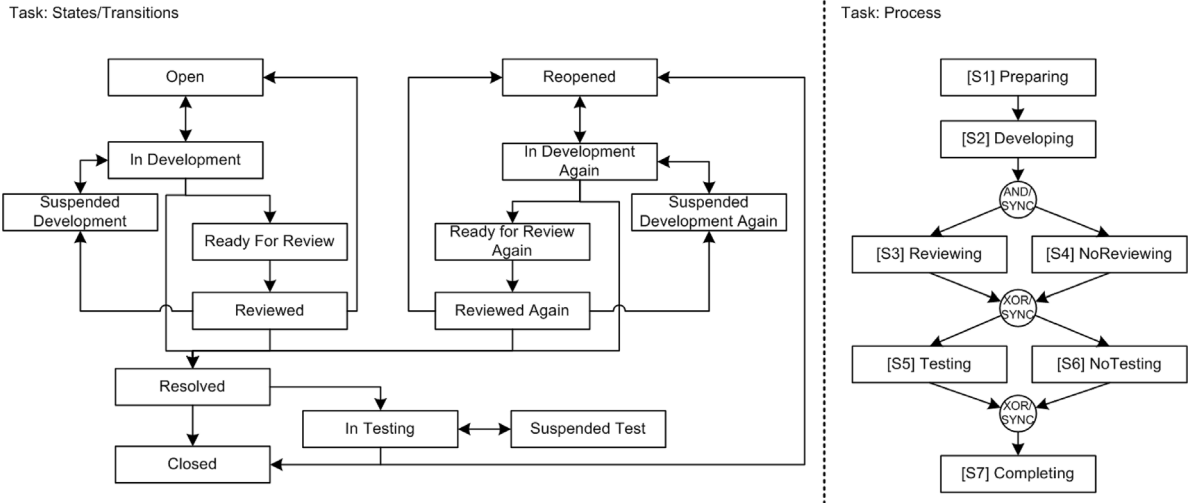 Task: States/Transitions
Open
In Development
Suspended
Development
Ready For Review
Reviewed
Resolved
Closed
Reopened
In Development
Again
Suspended
Development Again
Ready for Review
Again
Reviewed Again
In Testing
Suspended Test
Task: Process
[S1] Preparing
[S2] Developing
AND/
SYNC
[S3] Reviewing
[S4] NoReviewing
XOR/
SYNC
[S5] Testing
[S6] NoTesting
XOR/
SYNC
[S7] Completing